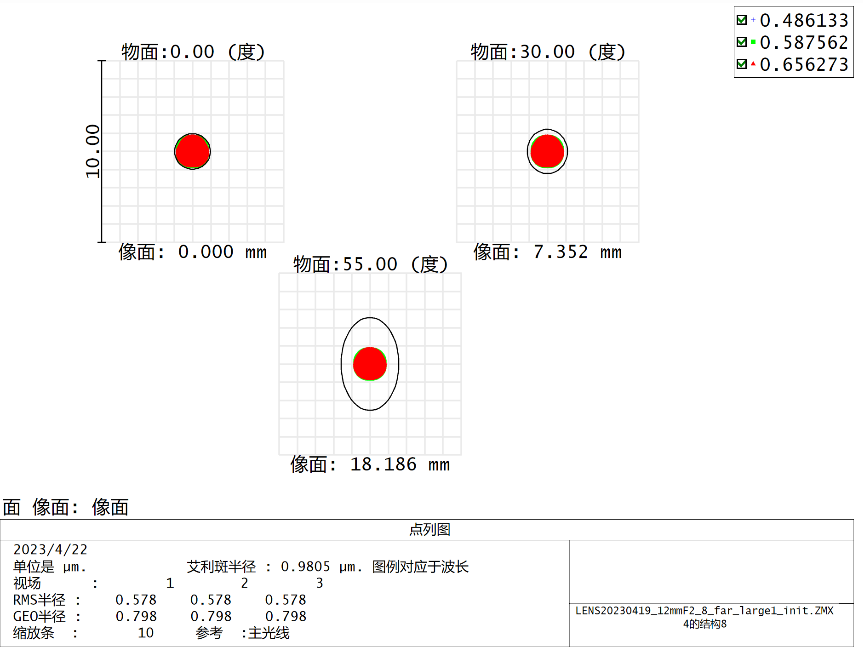 0.486133
0.587562
0.656273
物面:0.00 (度)
物面:30.00 (度)
10.00
像面: 0.000 mm
像面: 7.352 mm
物面:55.00 (度)
像面: 18.186 mm
面 像面: 像面
点列图
2023/4/22
单位是 μm. 艾利斑半径 : 0.9805 μm. 图例对应于波长
视场 : 1 2 3
RMS半径 : 0.578 0.578 0.578
GEO半径 : 0.798 0.798 0.798
缩放条 : 10 参考 :主光线
LENS20230419_12mmF2_8_far_large1_init.ZMX
4的结构8